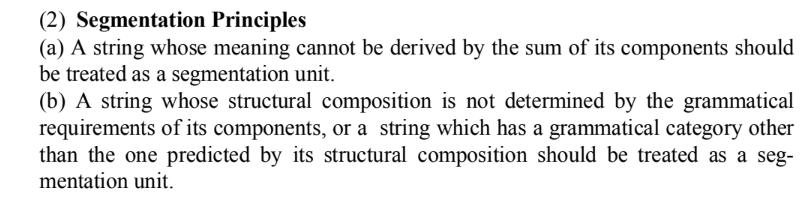 (2) Segmentation Principles
(a) A string whose meaning cannot be derived by the sum of its components should
be treated as a segmentation unit.
(b) A string whose structural composition is not determined by the grammatical
requirements of its components, or a string which has a grammatical category other
than the one predicted by its structural composition should be treated as a seg-
mentation unit.